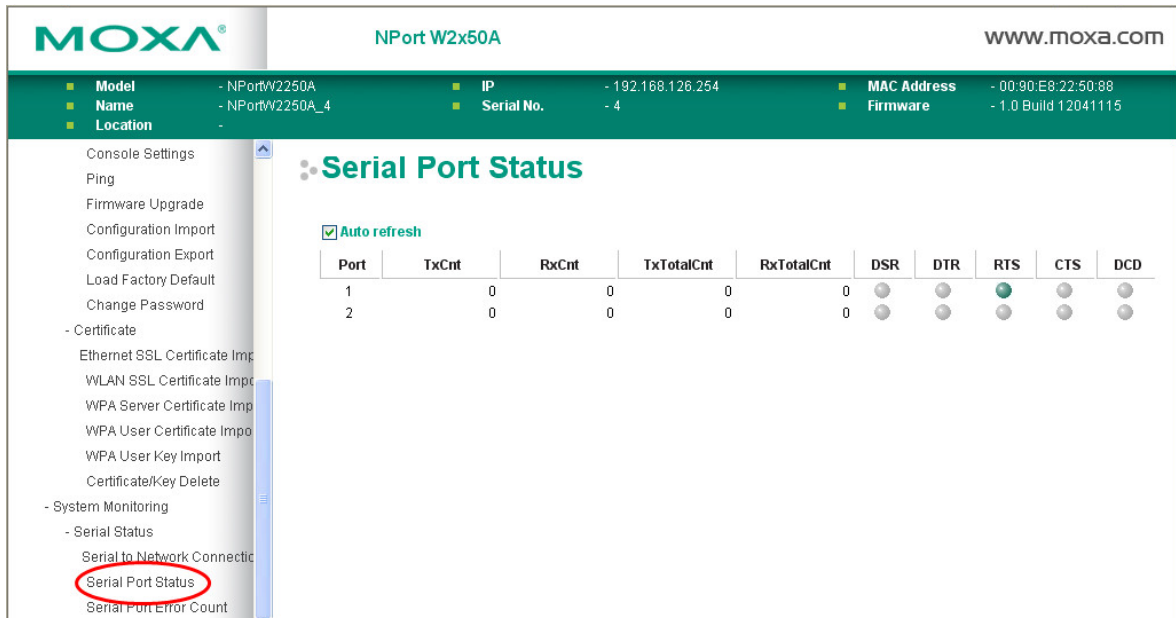 MOXA® NPort W2x50A www.moxa.com
Model - NPortW2250A IP - 192.168.126.254 MAC Address - 00:90:E8:22:50:88
Name - NPortW2250A_4 Serial No. - 4 Firmware - 1.0 Build 12041115
Location -
Console Settings
Ping
Firmware Upgrade
Configuration Import
Configuration Export
Load Factory Default
Change Password
- Certificate
Ethernet SSL Certificate Imp
WLAN SSL Certificate Impo
WPA Server Certificate Imp
WPA User Certificate Impo
WPA User Key Import
Certificate/Key Delete
- System Monitoring
- Serial Status
Serial to Network Connectic
Serial Port Status
Serial Port Error Count
Serial Port Status
Auto refresh
Port TxCnt RxCnt TxTotalCnt RxTotalCnt DSR DTR RTS CTS DCD
1 0 0 0 0
2 0 0 0 0